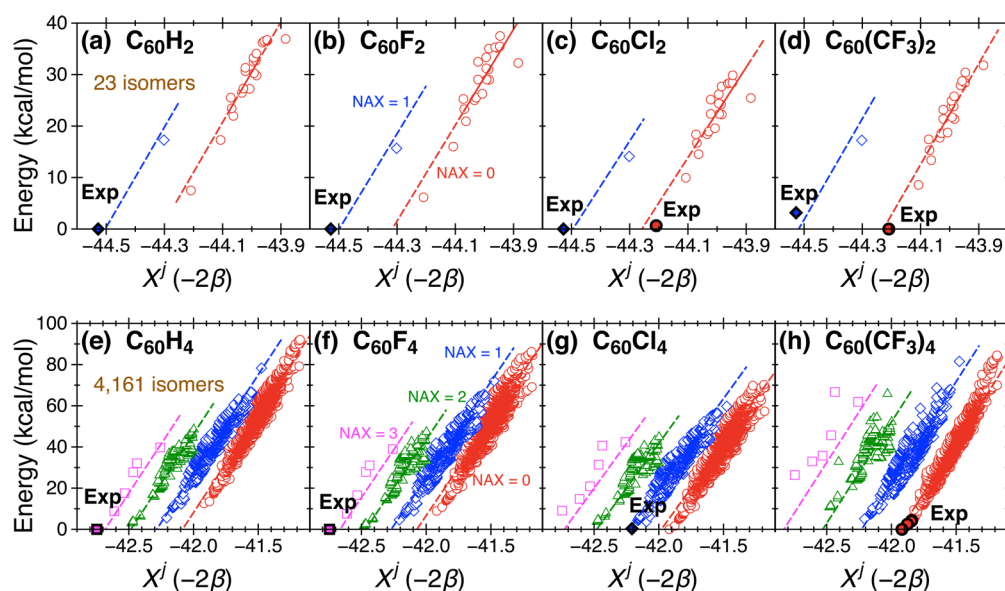 (a) C₆₀H₂
(b) C₆₀F₂
(c) C₆₀Cl₂
(d) C₆₀(CF₃)₂
40
30
20
10
0
Energy (kcal/mol)
23 isomers
NAX = 1
NAX = 0
Exp
Exp
Exp
Exp
Exp
Exp
−44.5 −44.3 −44.1 −43.9
−44.5 −44.3 −44.1 −43.9
−44.5 −44.3 −44.1 −43.9
−44.5 −44.3 −44.1 −43.9
Xʲ (−2β)
Xʲ (−2β)
Xʲ (−2β)
Xʲ (−2β)
(e) C₆₀H₄
(f) C₆₀F₄
(g) C₆₀Cl₄
(h) C₆₀(CF₃)₄
100
80
60
40
20
0
Energy (kcal/mol)
4,161 isomers
NAX = 1
NAX = 2
NAX = 3
NAX = 0
Exp
Exp
Exp
Exp
−42.5 −42.0 −41.5
−42.5 −42.0 −41.5
−42.5 −42.0 −41.5
−42.5 −42.0 −41.5
Xʲ (−2β)
Xʲ (−2β)
Xʲ (−2β)
Xʲ (−2β)